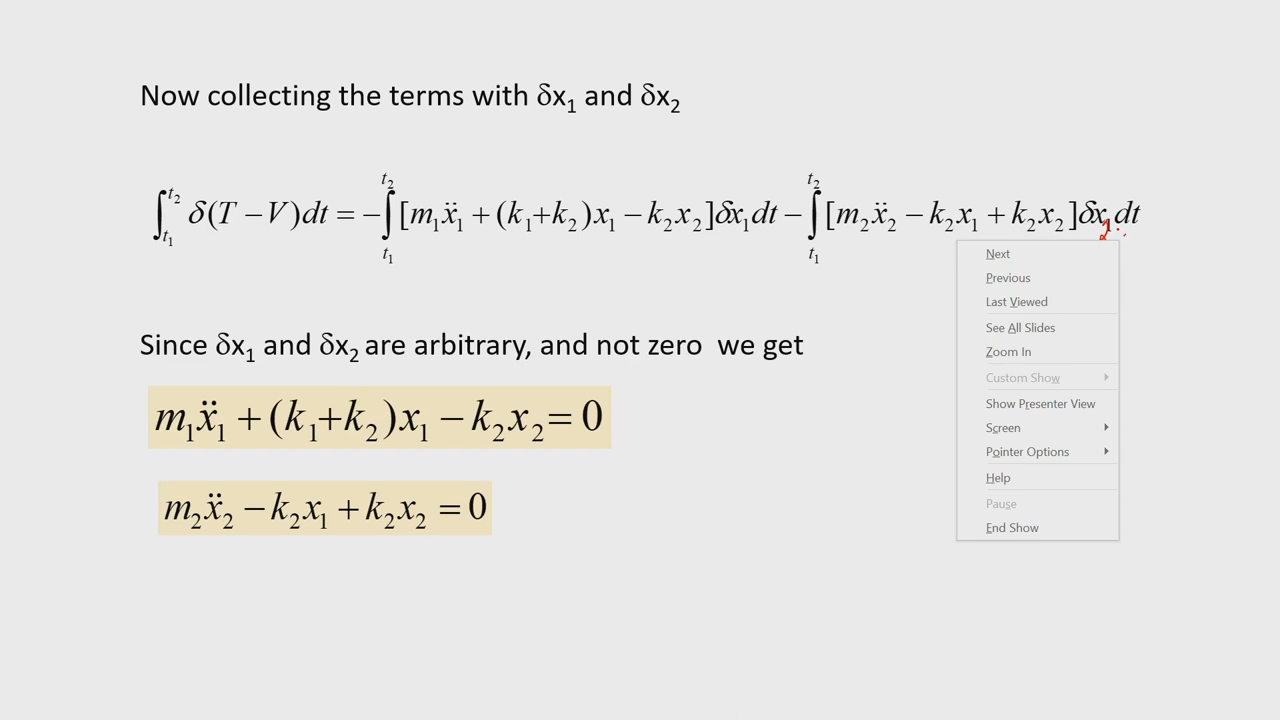 Now collecting the terms with δx₁ and δx₂
∫_{t₁}^{t₂} δ(T − V)dt = −∫_{t₁}^{t₂} [m₁ẍ₁ + (k₁+k₂)x₁ − k₂x₂]δx₁dt − ∫_{t₁}^{t₂} [m₂ẍ₂ − k₂x₁ + k₂x₂]δx₁dt
2
Since δx₁ and δx₂ are arbitrary, and not zero we get
m₁ẍ₁ + (k₁+k₂)x₁ − k₂x₂= 0
m₂ẍ₂ − k₂x₁ + k₂x₂ = 0
Next
Previous
Last Viewed
See All Slides
Zoom In
Custom Show
Show Presenter View
Screen
Pointer Options
Help
Pause
End Show